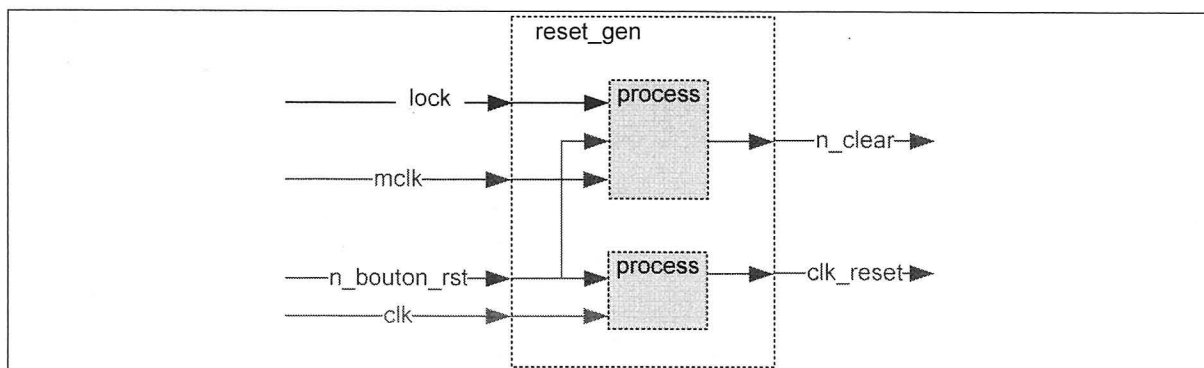 reset_gen
lock
process
n_clear
mclk
n_bouton_rst
process
clk_reset
clk